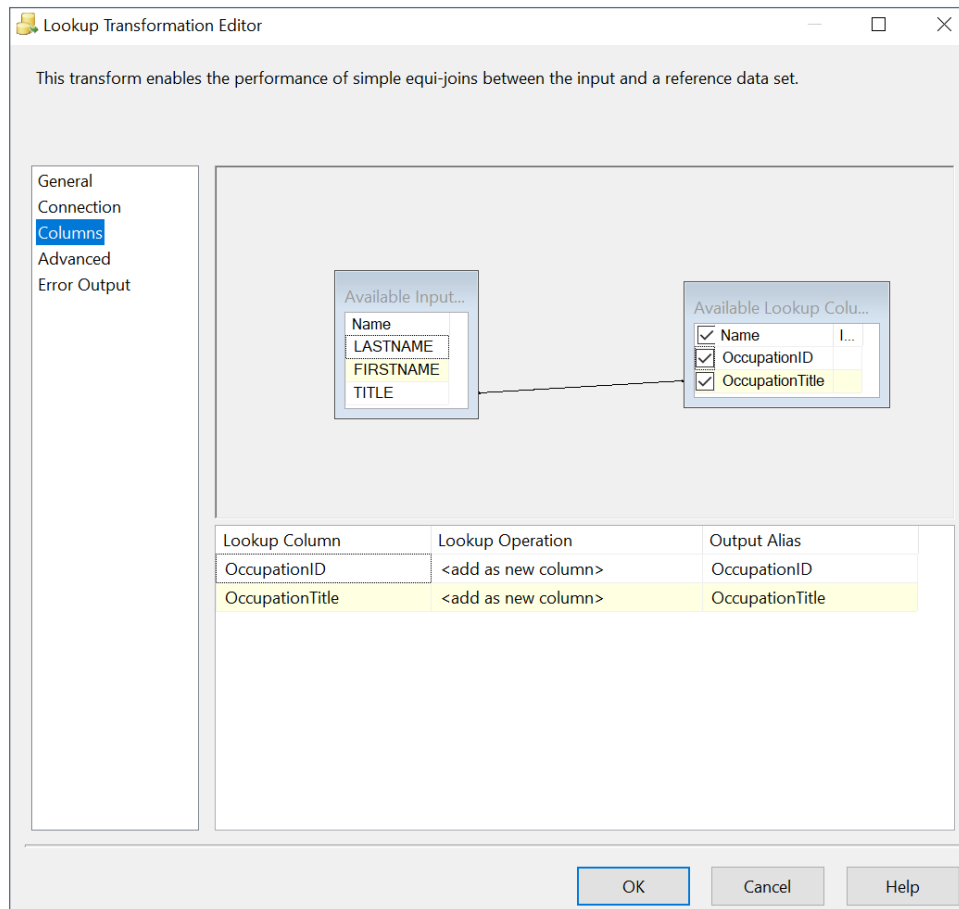 Lookup Transformation Editor
This transform enables the performance of simple equi-joins between the input and a reference data set.
General
Connection
Columns
Advanced
Error Output
Available Input...
Name
LASTNAME
FIRSTNAME
TITLE
Available Lookup Colu...
Name I...
OccupationID
OccupationTitle
Lookup Column Lookup Operation Output Alias
OccupationID <add as new column> OccupationID
OccupationTitle <add as new column> OccupationTitle
OK Cancel Help